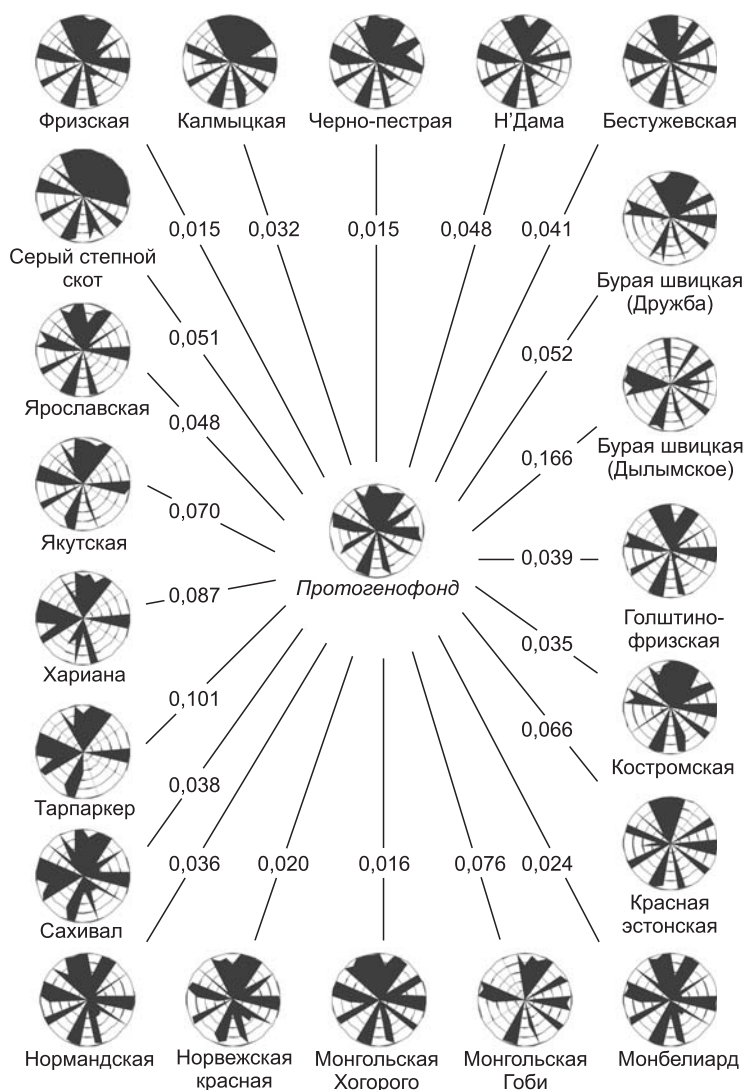 Фризская
Калмыцкая
Черно-пестрая
Н'Дама
Бестужевская
0,015
0,032
0,015
0,048
0,041
Серый степной
скот
Бурая швицкая
(Дружба)
0,051
0,052
Ярославская
0,048
Бурая швицкая
(Дылымское)
0,166
0,070
Якутская
Протогенофонд
0,039
0,087
Голштино-
фризская
Хариана
0,035
0,101
0,066
Костромская
Тарпаркер
0,038
Сахивал
0,036
0,020
0,016
0,076
0,024
Красная
эстонская
Нормандская
Норвежская
красная
Монгольская
Хогорого
Монгольская
Гоби
Монбелиард